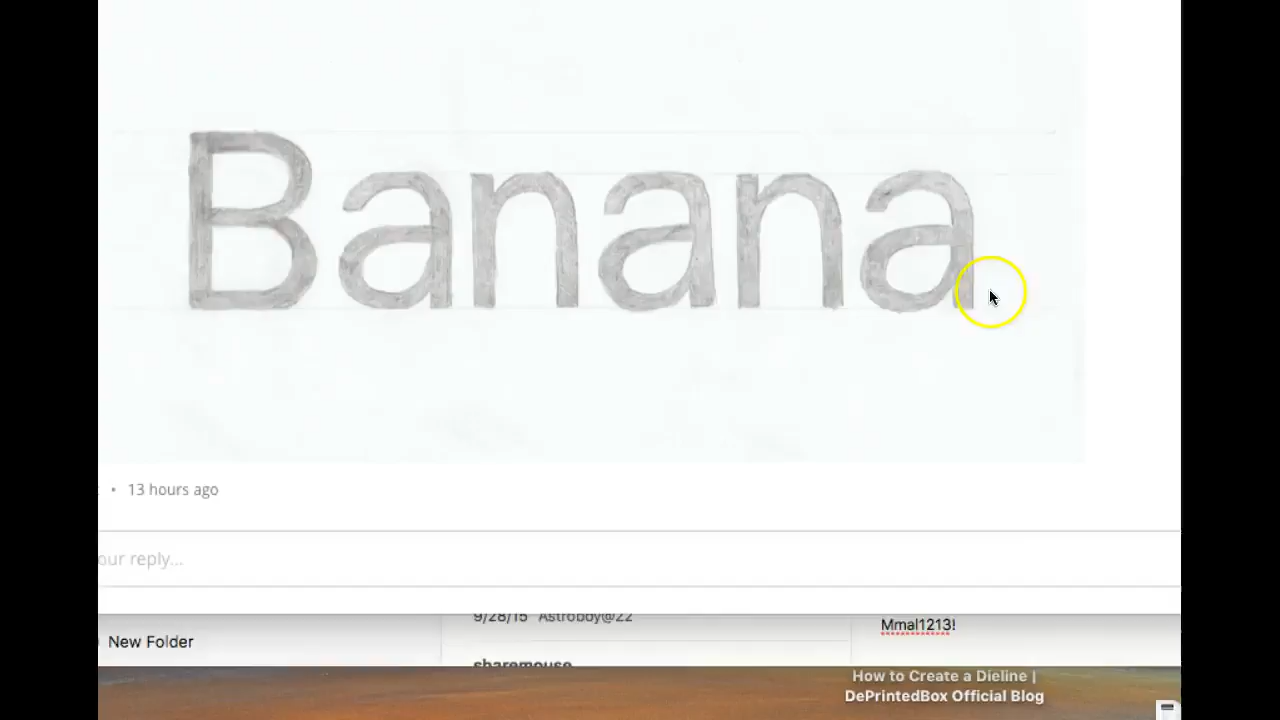 Banana
• 13 hours ago
our reply...
9/28/15 Astroboy@22
Mmal1213!
New Folder
sharemouse
How to Create a Dieline |
DePrintedBox Official Blog